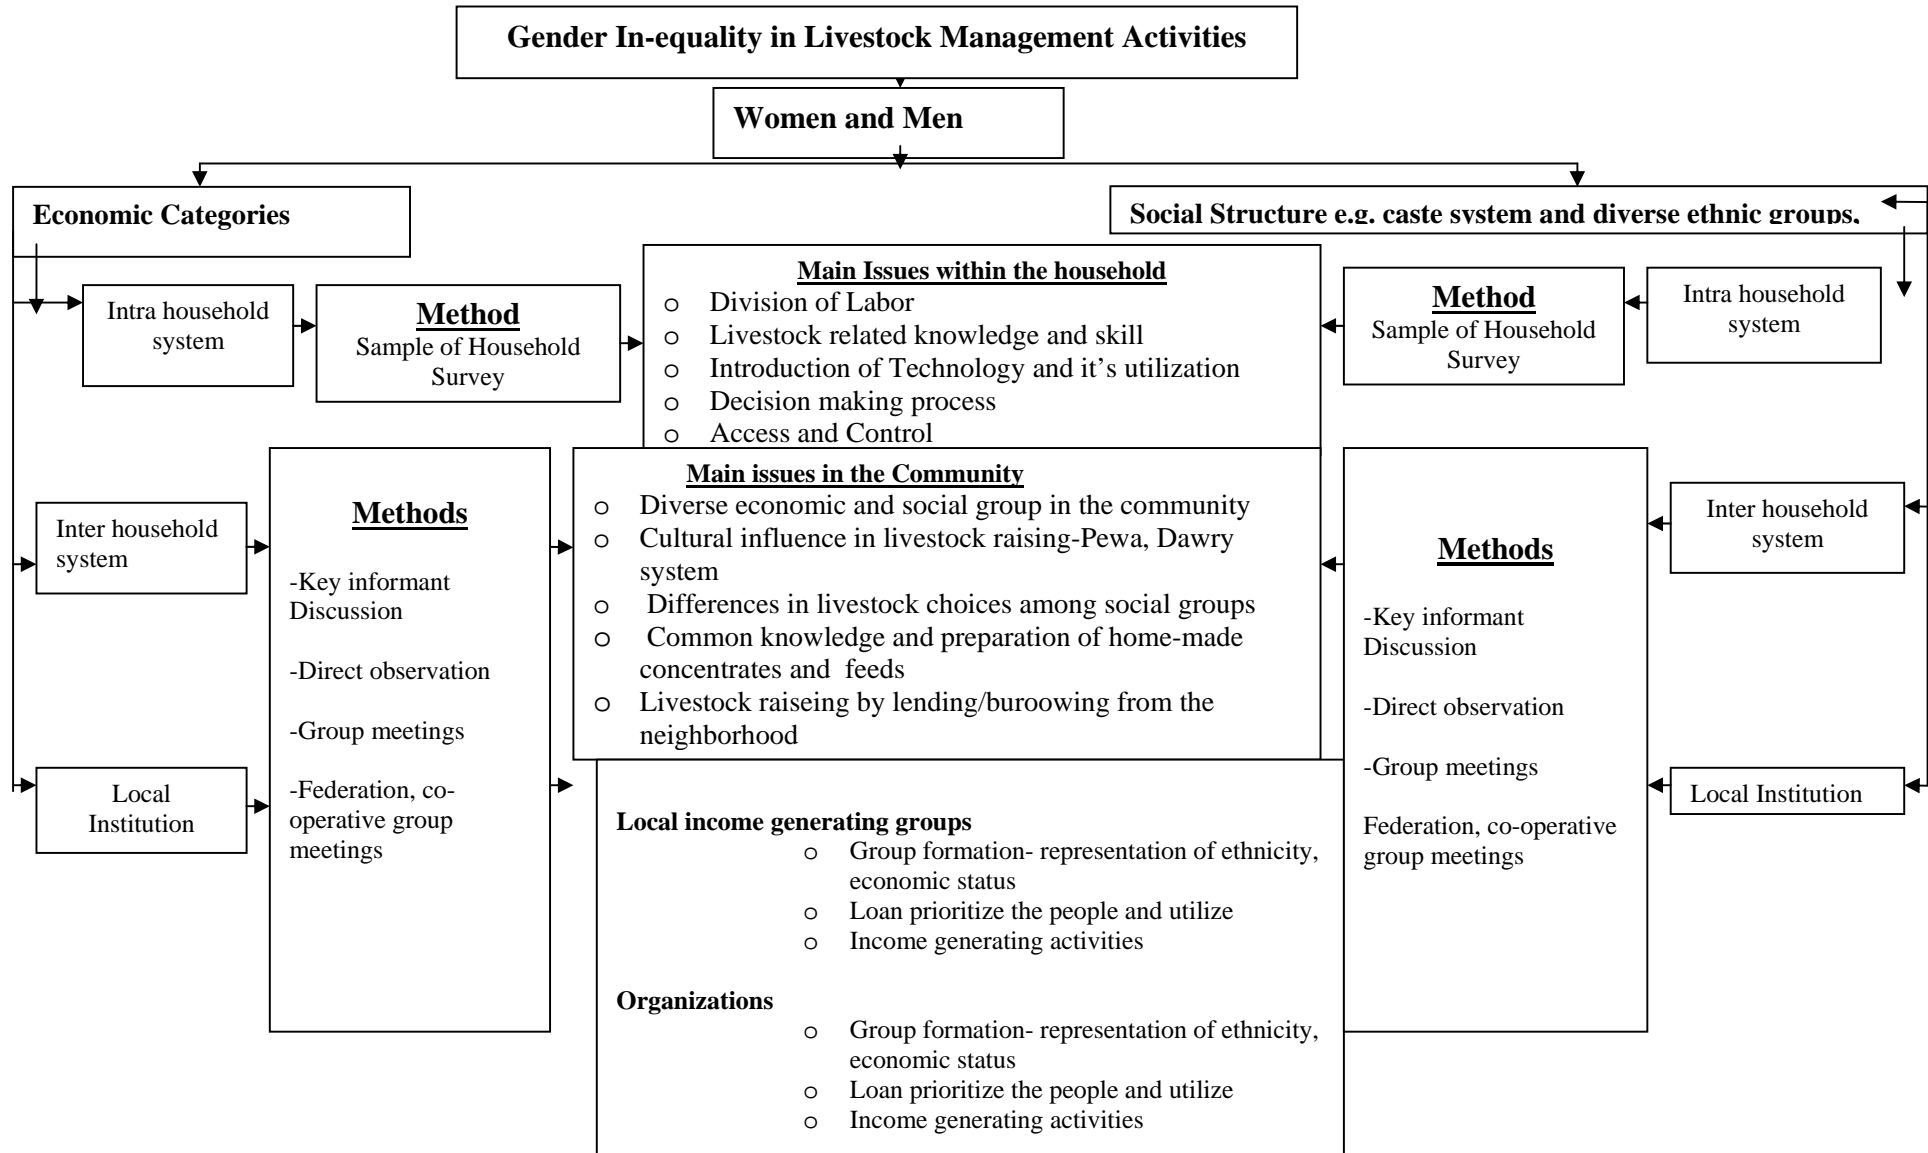 Gender In-equality in Livestock Management Activities
Women and Men
Economic Categories
Social Structure e.g. caste system and diverse ethnic groups,
Intra household
system
Method
Sample of Household
Survey
Main Issues within the household
o Division of Labor
o Livestock related knowledge and skill
o Introduction of Technology and it's utilization
o Decision making process
o Access and Control
Method
Sample of Household
Survey
Intra household
system
Inter household
system
Local
Institution
Methods
-Key informant
Discussion
-Direct observation
-Group meetings
-Federation, co-
operative group
meetings
Main issues in the Community
o Diverse economic and social group in the community
o Cultural influence in livestock raising-Pewa, Dawry
system
o Differences in livestock choices among social groups
o Common knowledge and preparation of home-made
concentrates and feeds
o Livestock raiseing by lending/buroowing from the
neighborhood
Local income generating groups
o Group formation- representation of ethnicity,
economic status
o Loan prioritize the people and utilize
o Income generating activities
Organizations
o Group formation- representation of ethnicity,
economic status
o Loan prioritize the people and utilize
o Income generating activities
Methods
-Key informant
Discussion
-Direct observation
-Group meetings
Federation, co-operative
group meetings
Inter household
system
Local Institution